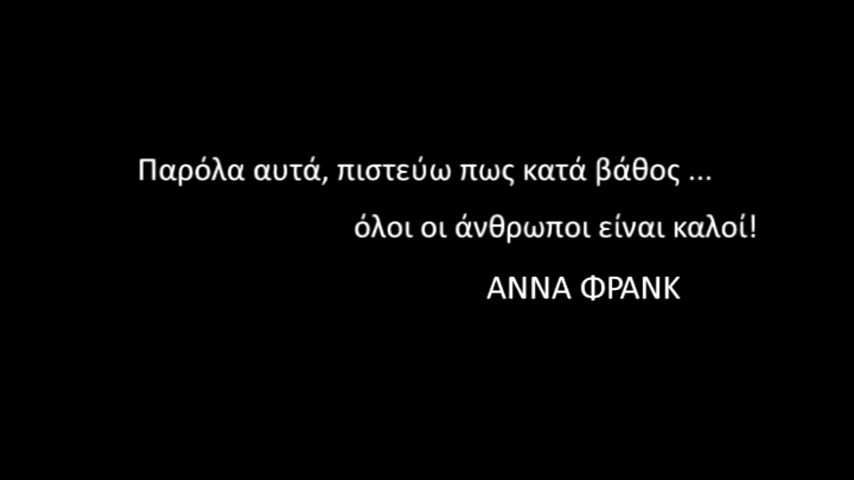 Παρόλα αυτά, πιστεύω πως κατά βάθος ...
όλοι οι άνθρωποι είναι καλοί!
ΑΝΝΑ ΦΡΑΝΚ